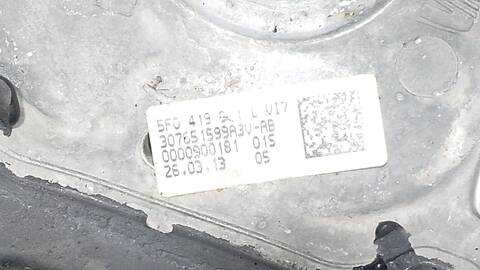 5F0 419 L V17
307651599A3V-AB
0000900181 015
26.03.13 05